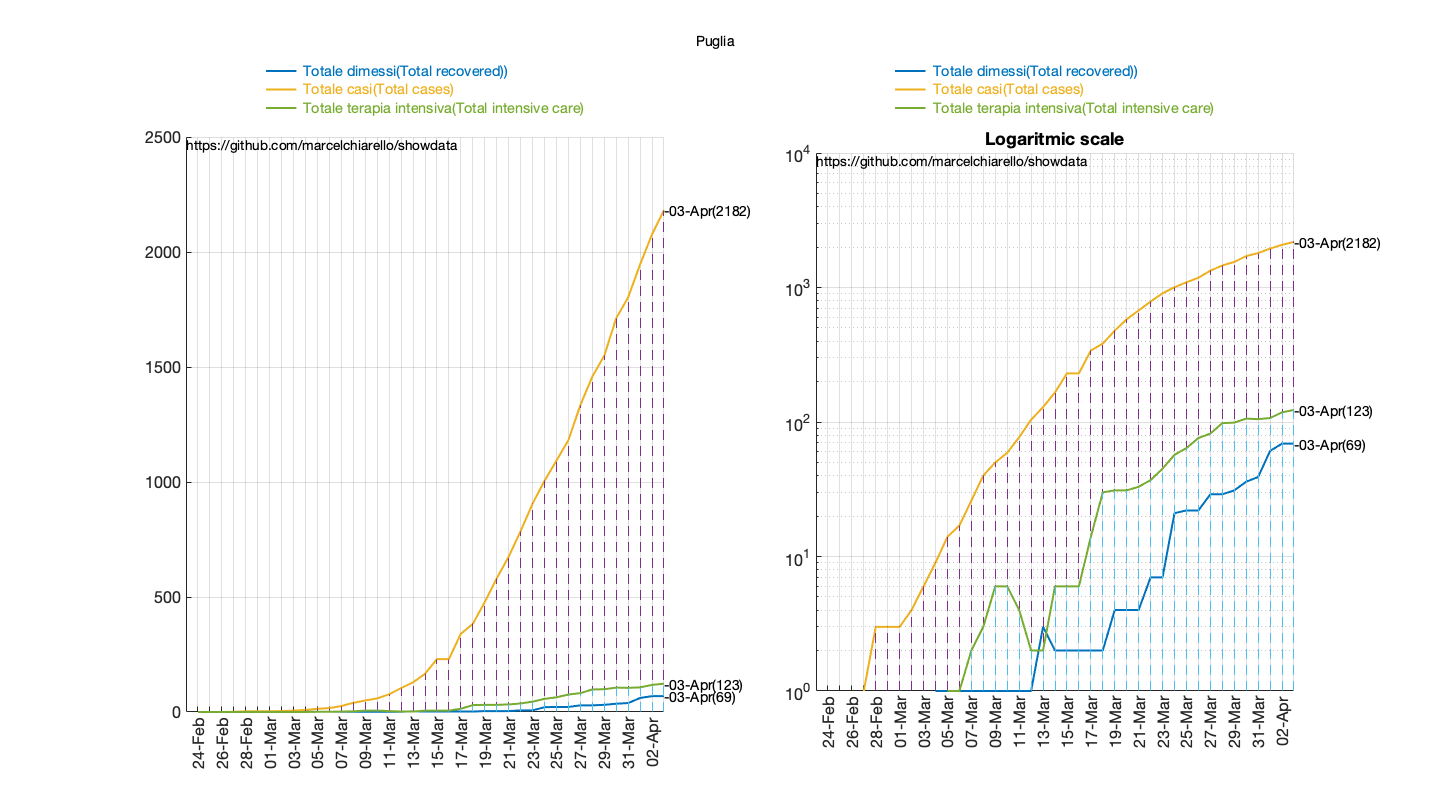 Puglia
Totale dimessi(Total recovered))
Totale casi(Total cases)
Totale terapia intensiva(Total intensive care)
2500
2000
1500
1000
500
0
https://github.com/marcelchiarello/showdata
-03-Apr(2182)
-03-Apr(123)
-03-Apr(69)
24-Feb
26-Feb
28-Feb
01-Mar
03-Mar
05-Mar
07-Mar
09-Mar
11-Mar
13-Mar
15-Mar
17-Mar
19-Mar
21-Mar
23-Mar
25-Mar
27-Mar
29-Mar
31-Mar
02-Apr
Totale dimessi(Total recovered))
Totale casi(Total cases)
Totale terapia intensiva(Total intensive care)
Logaritmic scale
10^4
10^3
10^2
10^1
10^0
https://github.com/marcelchiarello/showdata
-03-Apr(2182)
-03-Apr(123)
-03-Apr(69)
24-Feb
26-Feb
28-Feb
01-Mar
03-Mar
05-Mar
07-Mar
09-Mar
11-Mar
13-Mar
15-Mar
17-Mar
19-Mar
21-Mar
23-Mar
25-Mar
27-Mar
29-Mar
31-Mar
02-Apr